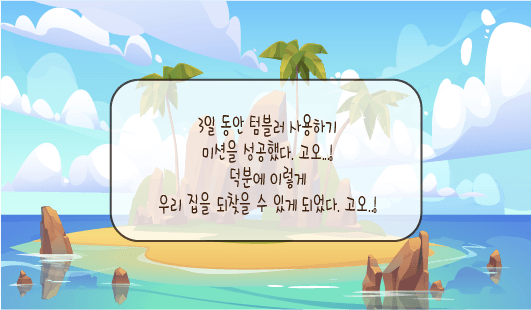 3일 동안 텀블러 사용하기
미션을 성공했다. 고오..!
덕분에 이렇게
우리 집을 되찾을 수 있게 되었다. 고오..!